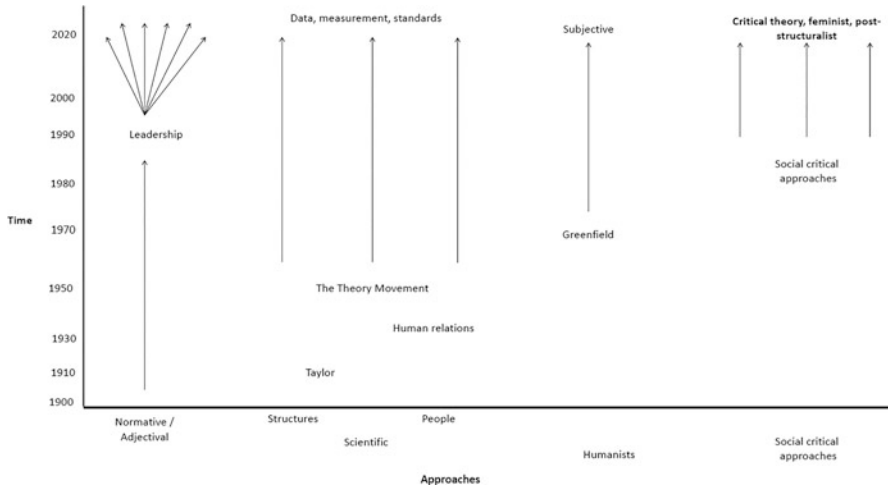 Data, measurement, standards
Critical theory, feminist, post-
structuralist
Subjective
2020
2000
Leadership
1990
Social critical
approaches
1980
Time
1970
Greenfield
The Theory Movement
1950
Human relations
1930
Taylor
1910
1900
Normative /
Adjectival
Structures
People
Scientific
Humanists
Social critical
approaches
Approaches